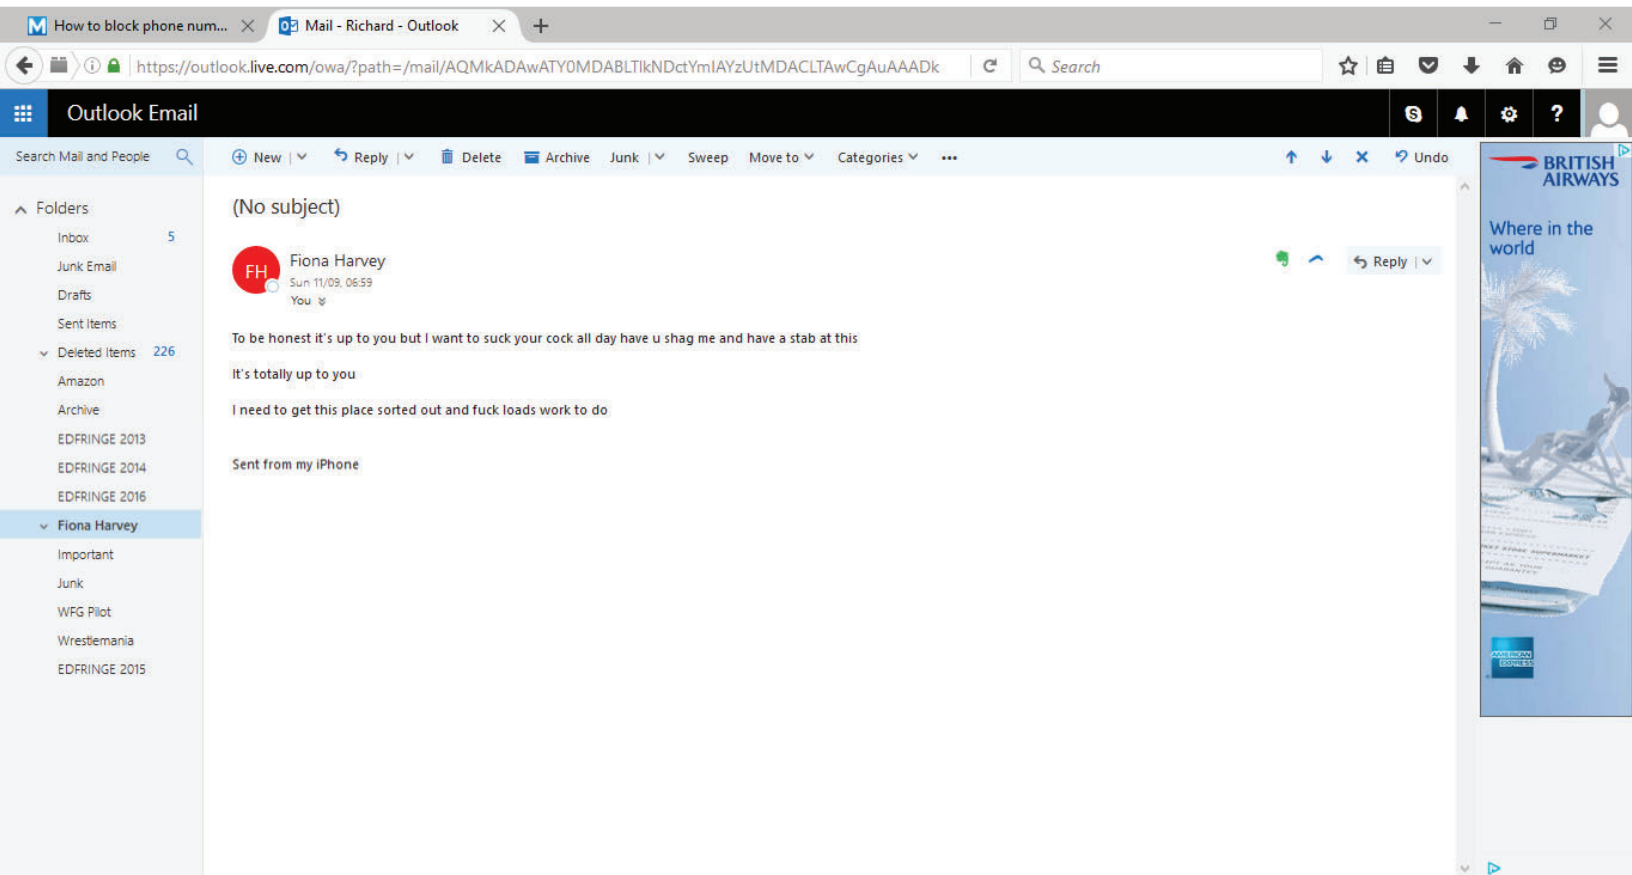 How to block phone num...
Mail - Richard - Outlook
https://outlook.live.com/owa/?path=/mail/AQMkADAwATY0MDABLTlkNDctYmIAYzUtMDACLTAwCgAuAAADk
Search
Outlook Email
?
Search Mail and People
New
Reply
Delete
Archive
Junk
Sweep
Move to
Categories
Undo
Folders
Inbox 5
Junk Email
Drafts
Sent Items
Deleted Items 226
Amazon
Archive
EDFRINGE 2013
EDFRINGE 2014
EDFRINGE 2016
Fiona Harvey
Important
Junk
WFG Pilot
Wrestlemania
EDFRINGE 2015
(No subject)
FH
Fiona Harvey
Sun 11/09, 06:59
You
Reply
To be honest it's up to you but I want to suck your cock all day have u shag me and have a stab at this
It's totally up to you
I need to get this place sorted out and fuck loads work to do
Sent from my iPhone
BRITISH
AIRWAYS
Where in the
world
AMERICAN
EXPRESS